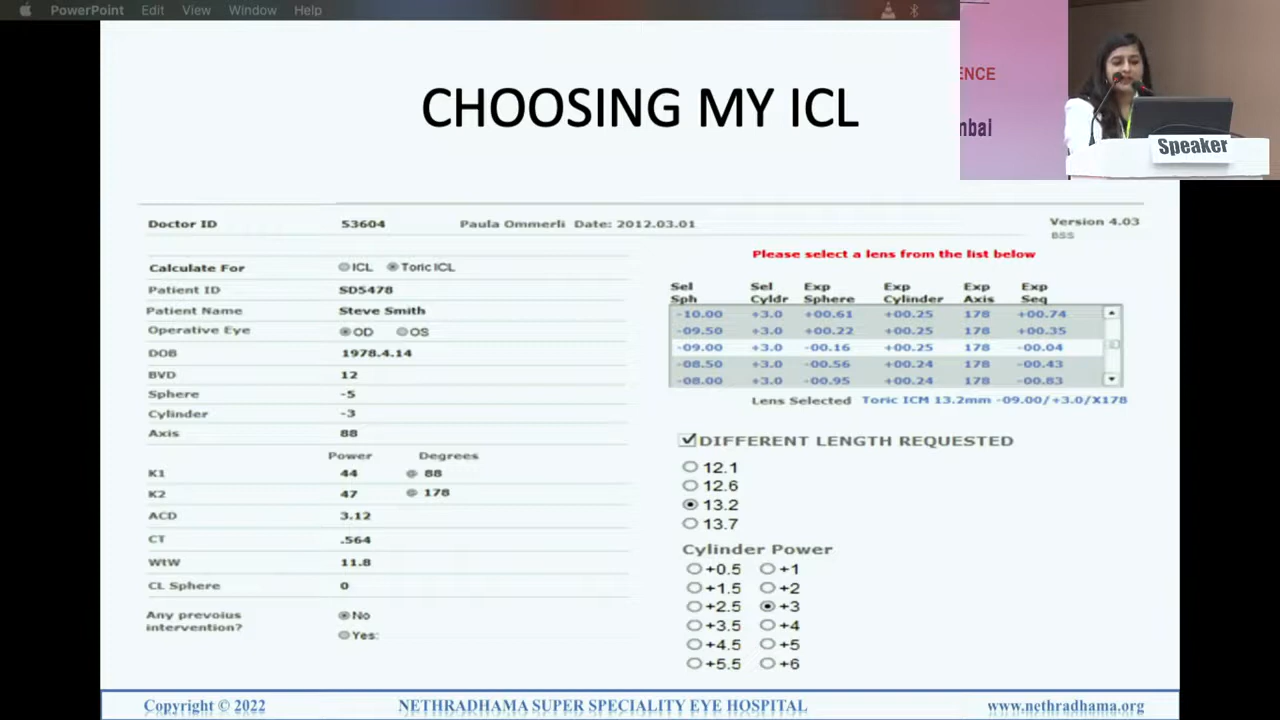 PowerPoint Edit View Window Help
ENCE
nbai
Speaker
CHOOSING MY ICL
Doctor ID 53604 Paula Ommerli Date: 2012.03.01 Version 4.03
BSS
Calculate For ICL Toric ICL
Patient ID SD5478
Patient Name Steve Smith
Operative Eye OD OS
DOB 1978.4.14
BVD 12
Sphere -5
Cylinder -3
Axis 88
Power Degrees
K1 44 @ 88
K2 47 @ 178
ACD 3.12
CT .564
WtW 11.8
CL Sphere 0
Any prevoius No
intervention?
Yes:
Please select a lens from the list below
Sel Sel Exp Exp Exp Exp
Sph Cyldr Sphere Cylinder Axis Seq
-10.00 +3.0 +00.61 +00.25 178 +00.74
-09.50 +3.0 +00.22 +00.25 178 +00.35
-09.00 +3.0 -00.16 +00.25 178 -00.04
-08.50 +3.0 -00.56 +00.24 178 -00.43
-08.00 +3.0 -00.95 +00.24 178 -00.83
Lens Selected Toric ICM 13.2mm -09.00/+3.0/X178
DIFFERENT LENGTH REQUESTED
12.1
12.6
13.2
13.7
Cylinder Power
+0.5 +1
+1.5 +2
+2.5 +3
+3.5 +4
+4.5 +5
+5.5 +6
Copyright © 2022 NETHRADHAMA SUPER SPECIALITY EYE HOSPITAL www.nethradhama.org